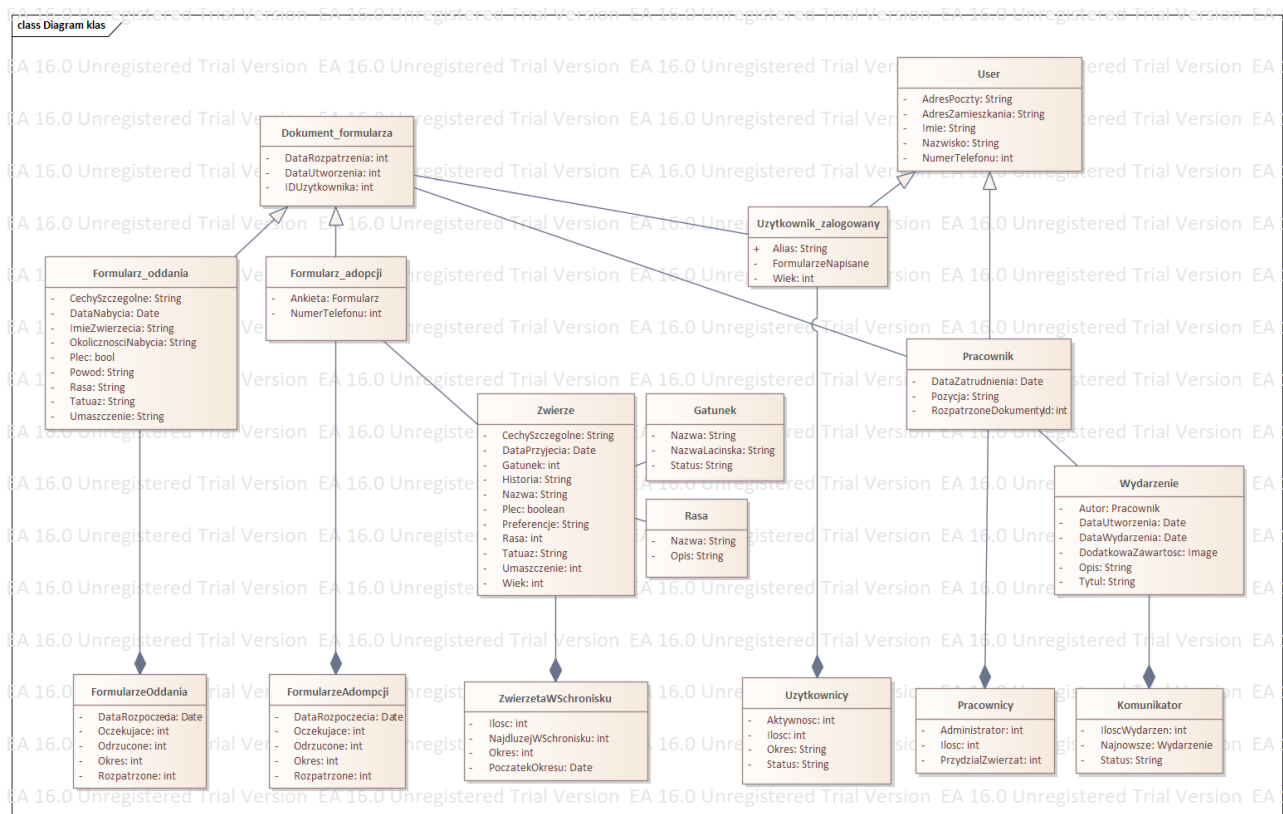 class Diagram klas
User
- AdresPoczty: String
- AdresZamieszkania: String
- Imie: String
- Nazwisko: String
- NumerTelefonu: int
Dokument_formularza
- DataRozpatrzenia: int
- DataUtworzenia: int
- IDUzytkownika: int
Uzytkownik_zalogowany
+ Alias: String
- FormularzeNapisane
- Wiek: int
Formularz_oddania
- CechySzczegolne: String
- DataNabycia: Date
- ImieZwierzecia: String
- OkolicznosciNabycia: String
- Plec: bool
- Powod: String
- Rasa: String
- Tatuaz: String
- Umaszczenie: String
Formularz_adopcji
- Ankieta: Formularz
- NumerTelefonu: int
Pracownik
- DataZatrudnienia: Date
- Pozycja: String
- RozpatrzoneDokumentyId: int
Zwierze
- CechySzczegolne: String
- DataPrzyjecia: Date
- Gatunek: int
- Historia: String
- Nazwa: String
- Plec: boolean
- Preferencje: String
- Rasa: int
- Tatuaz: String
- Umaszczenie: int
- Wiek: int
Gatunek
- Nazwa: String
- NazwaLacinska: String
- Status: String
Rasa
- Nazwa: String
- Opis: String
Wydarzenie
- Autor: Pracownik
- DataUtworzenia: Date
- DataWydarzenia: Date
- DodatkowaZawartosc: Image
- Opis: String
- Tytul: String
FormularzeOddania
- DataRozpoczecia: Date
- Oczekujace: int
- Odrzucone: int
- Okres: int
- Rozpatrzone: int
FormularzeAdompcji
- DataRozpoczecia: Date
- Oczekujace: int
- Odrzucone: int
- Okres: int
- Rozpatrzone: int
ZwierzetaWSchronisku
- Ilosc: int
- NajdluzejWSchronisku: int
- Okres: int
- PoczatekOkresu: Date
Uzytkownicy
- Aktywnosc: int
- Ilosc: int
- Okres: String
- Status: String
Pracownicy
- Administrator: int
- Ilosc: int
- PrzydzialZwierzat: int
Komunikator
- IloscWydarzen: int
- Najnowsze: Wydarzenie
- Status: String